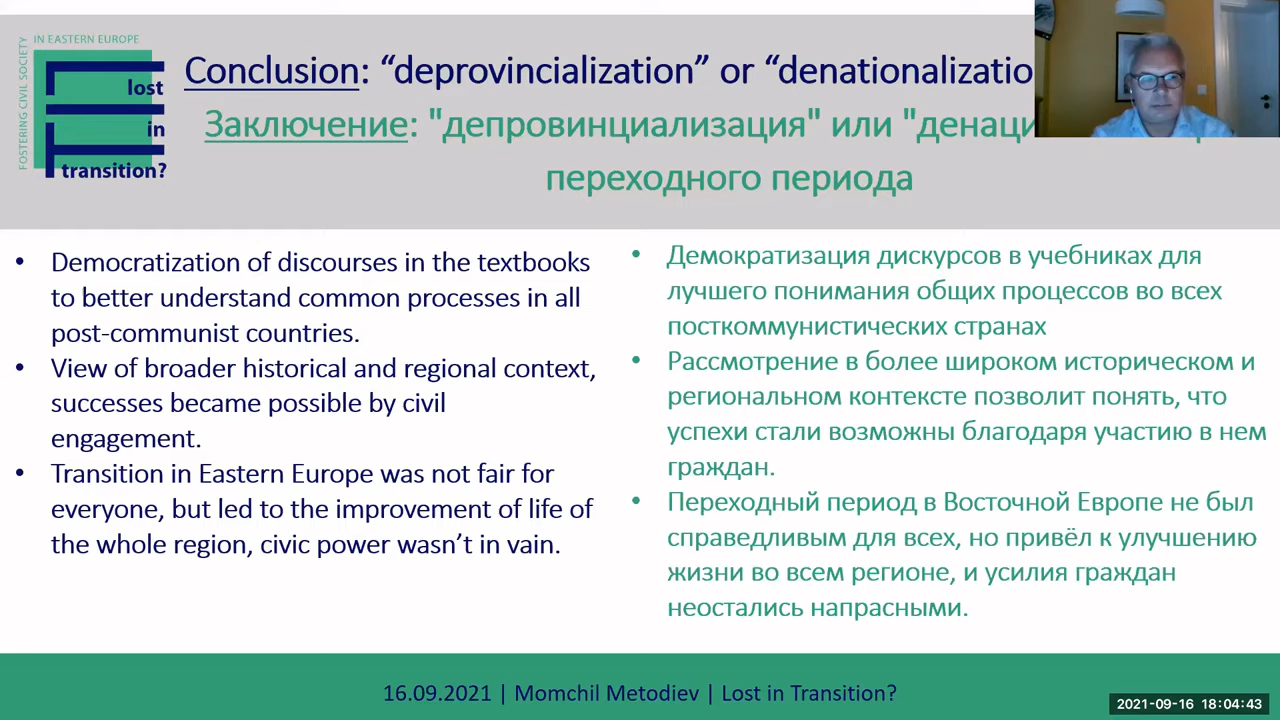 IN EASTERN EUROPE
FOSTERING CIVIL SOCIETY
lost
in
transition?
Conclusion: “deprovincialization” or “denationalizatio
Заключение: "депровинциализация" или "денаци
переходного периода
• Democratization of discourses in the textbooks
to better understand common processes in all
post-communist countries.
• View of broader historical and regional context,
successes became possible by civil
engagement.
• Transition in Eastern Europe was not fair for
everyone, but led to the improvement of life of
the whole region, civic power wasn’t in vain.
• Демократизация дискурсов в учебниках для
лучшего понимания общих процессов во всех
посткоммунистических странах
• Рассмотрение в более широком историческом и
региональном контексте позволит понять, что
успехи стали возможны благодаря участию в нем
граждан.
• Переходный период в Восточной Европе не был
справедливым для всех, но привёл к улучшению
жизни во всем регионе, и усилия граждан
неостались напрасными.
16.09.2021 | Momchil Metodiev | Lost in Transition?
2021-09-16 18:04:43